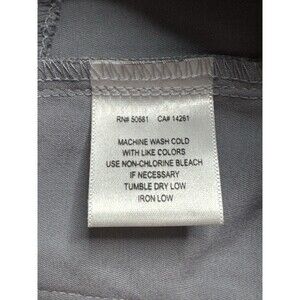 RN# 50681 CA# 14261
MACHINE WASH COLD
WITH LIKE COLORS
USE NON-CHLORINE BLEACH
IF NECESSARY
TUMBLE DRY LOW
IRON LOW